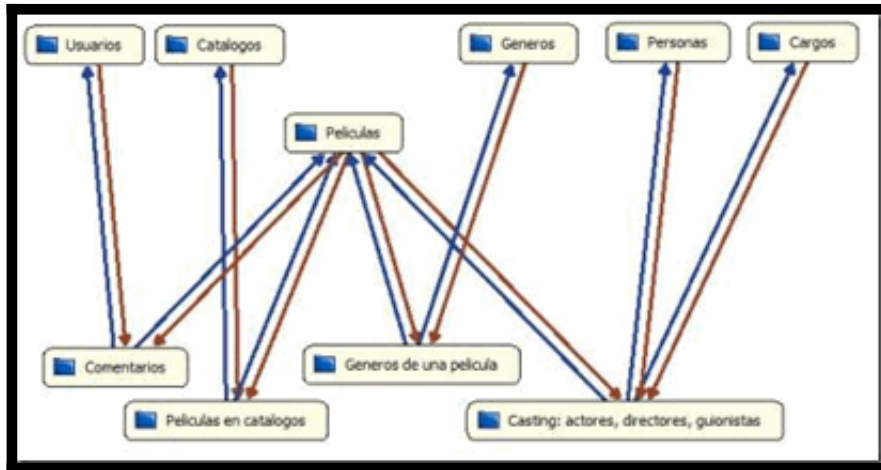 Usuarios
Catalogos
Generos
Personas
Cargos
Peliculas
Comentarios
Generos de una pelicula
Peliculas en catalogos
Casting: actores, directores, guionistas